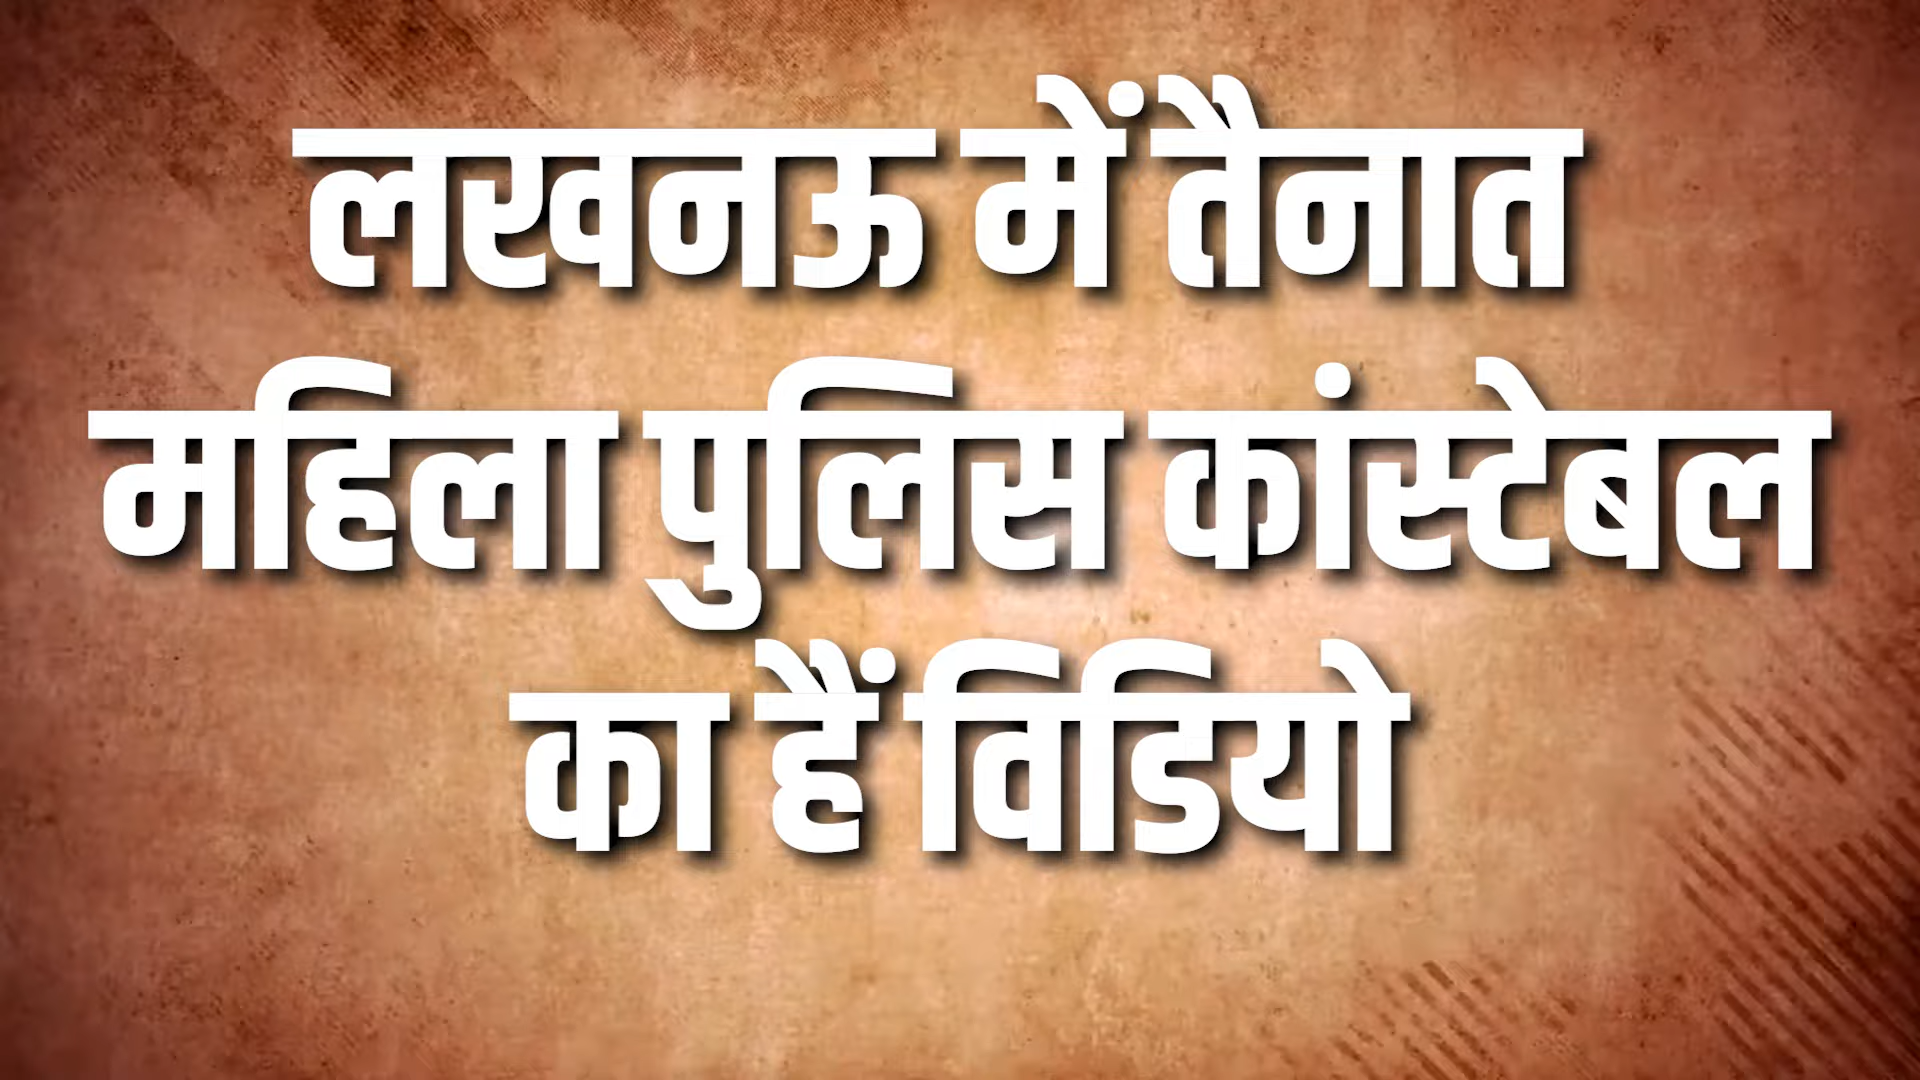 लखनऊ में तैनात
महिला पुलिस कांस्टेबल
का हैं विडियो